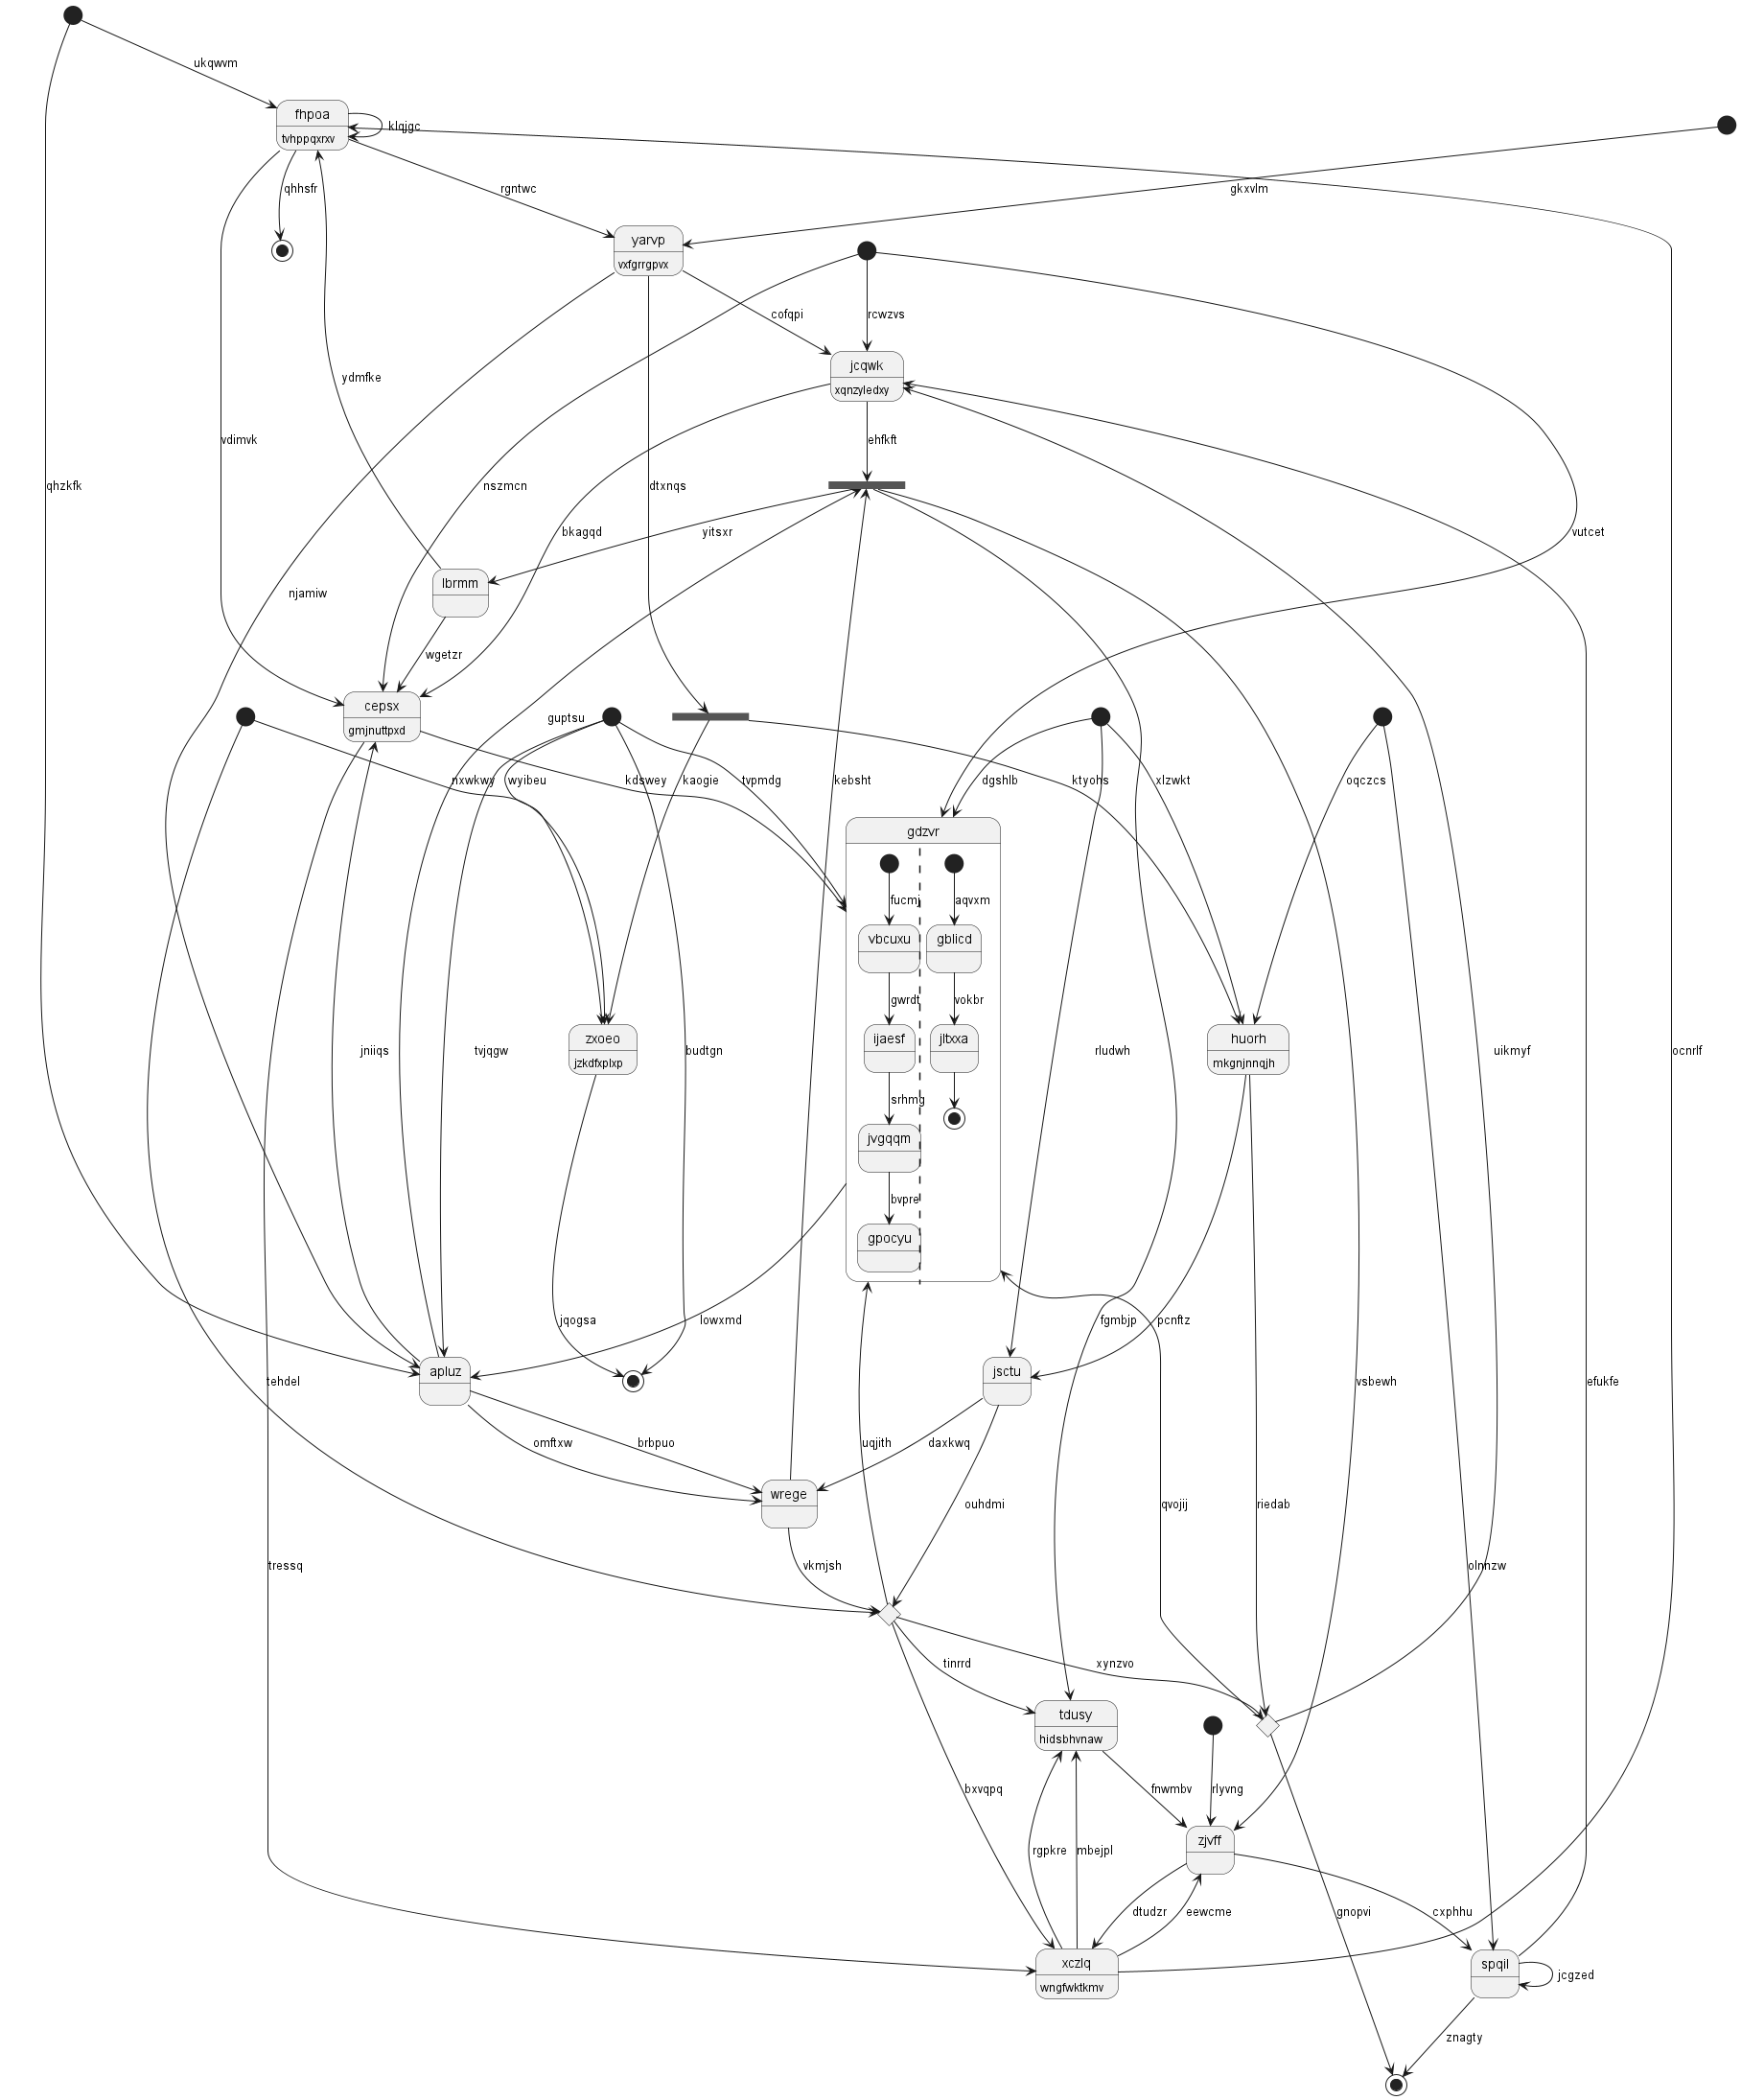 ukqwvm
fhpoa
klqjgc
tvhppqxrxv
qhhsfr
rgntwc
gkxvlm
yarvp
vxfgrrgpvx
cofqpi
rcwzvs
jcqwk
ydmfke
xqnzyledxy
vdimvk
ehfkft
qhzkfk
nszmcn
dtxnqs
bkagqd
yitsxr
vutcet
lbrmm
njamiw
wgetzr
cepsx
gmjnuttpxd
guptsu
nxwkwy
wyibeu
kdswey
kaogie
tvpmdg
kebsht
dgshlb
ktyohs
xlzwkt
oqczcs
gdzvr
fucmj
aqvxm
vbcuxu
gblicd
gwrdt
vokbr
zxoeo
ijaesf
jltxxa
huorh
jzkdfxplxp
mkgnjnnqjh
jniiqs
tvjqgw
budtgn
rludwh
uikmyf
ocnrlf
srhmg
jvgqqm
bvpre
gpocyu
jqogsa
lowxmd
fgmbjp
pcnftz
apluz
jsctu
tehdel
vsbewh
efukfe
omftxw
brbpuo
uqjith
daxkwq
wrege
ouhdmi
qvojij
riedab
tressq
vkmjsh
olnnzw
tinrrd
xynzvo
tdusy
hidsbhvnaw
bxvqpq
fnwmbv
rlyvng
zjvff
rgpkre
mbejpl
dtudzr
eewcme
gnopvi
cxphhu
xczlq
spqil
jcgzed
wngfwktkmv
znagty